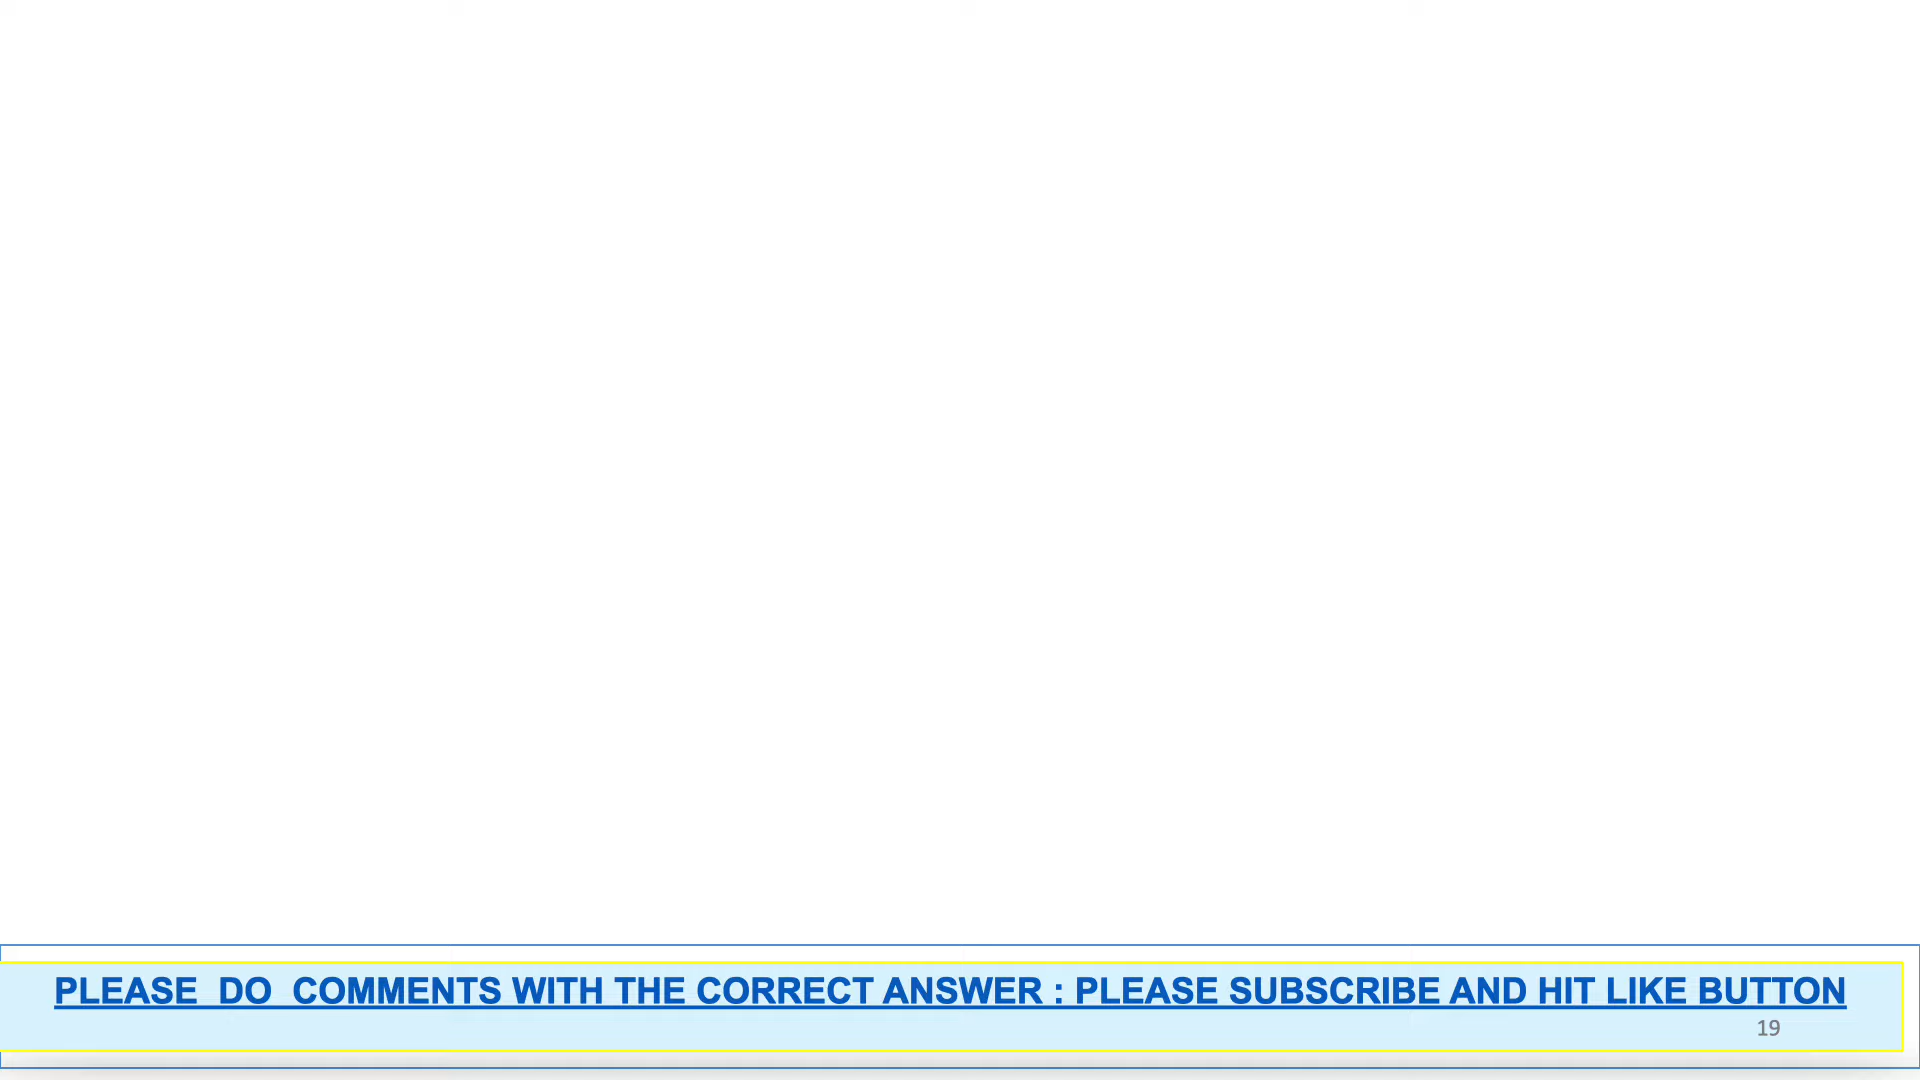 PLEASE  DO  COMMENTS WITH THE CORRECT ANSWER : PLEASE SUBSCRIBE AND HIT LIKE BUTTON
19